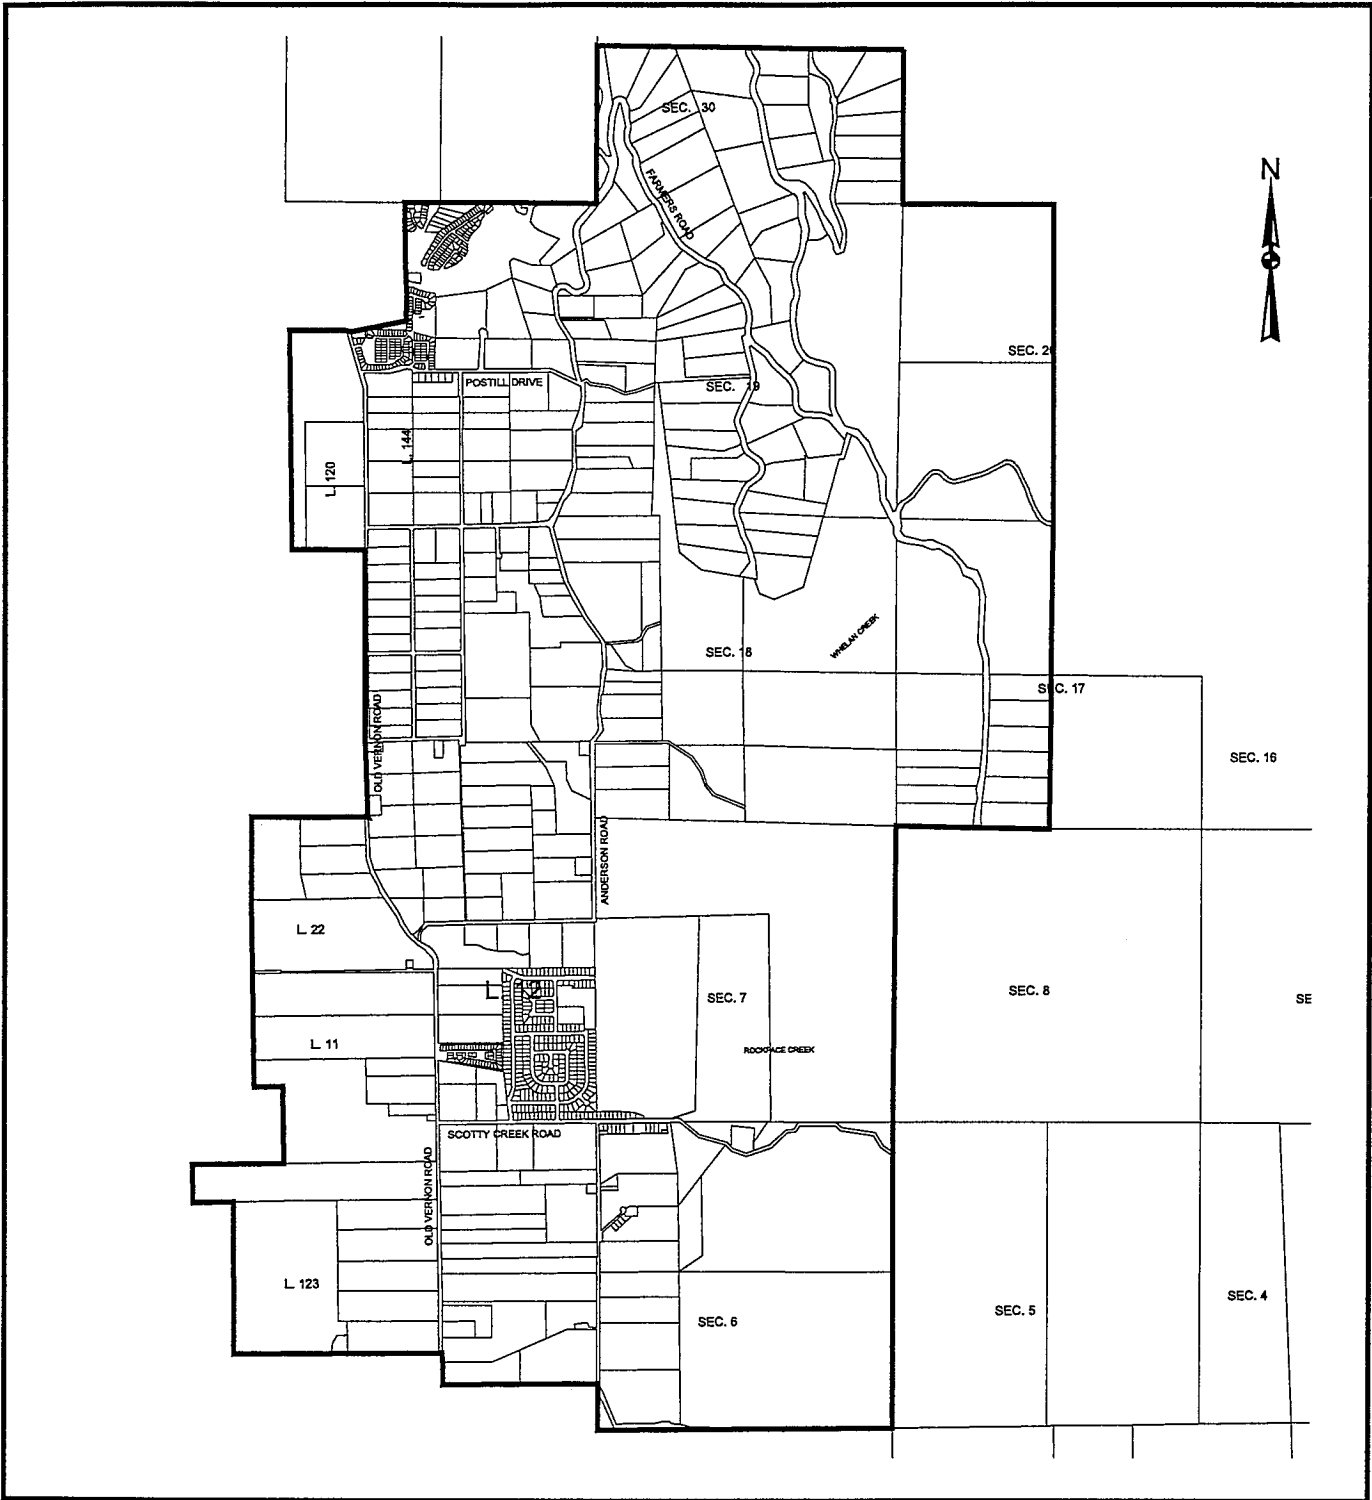 SEC. 30
N
FARMERS ROAD
SEC. 20
POSTILL DRIVE
SEC. 19
L. 144
L. 120
WHELAN CREEK
SEC. 18
SEC. 17
OLD VERNON ROAD
SEC. 16
ANDERSON ROAD
L. 22
SEC. 7
SEC. 8
SE
L. 11
ROCKFACE CREEK
SCOTTY CREEK ROAD
OLD VERNON ROAD
L. 123
SEC. 6
SEC. 5
SEC. 4